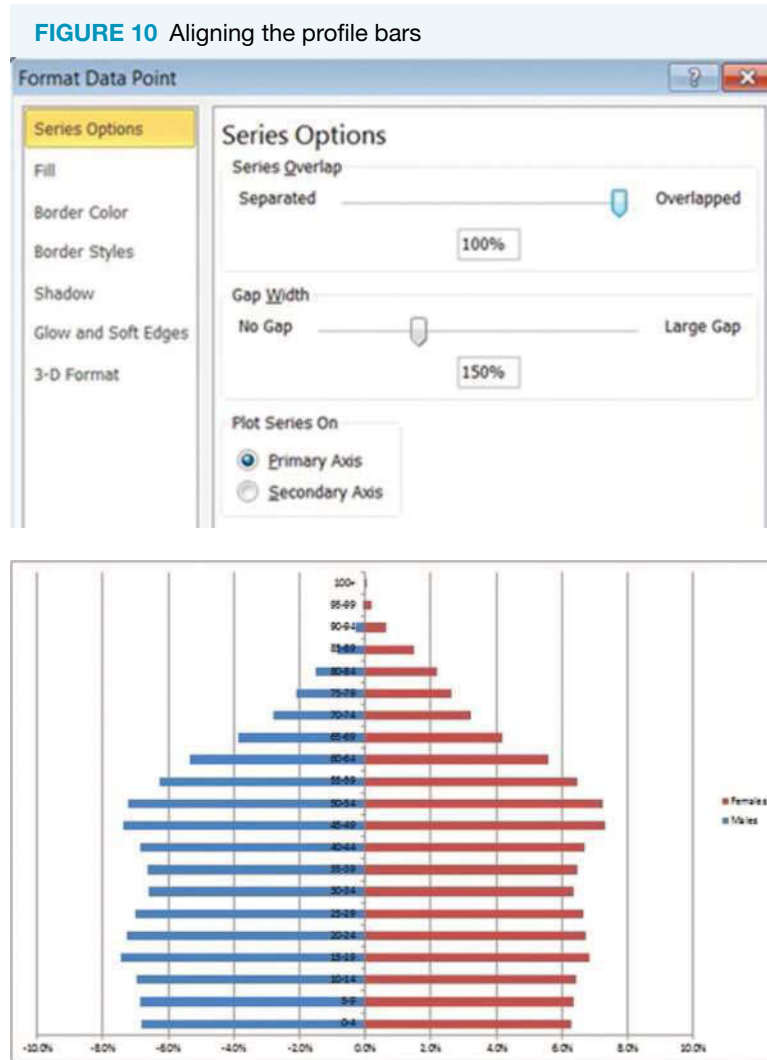 FIGURE 10 Aligning the profile bars
Format Data Point
Series Options
Fill
Border Color
Border Styles
Shadow
Glow and Soft Edges
3-D Format
Series Options
Series Overlap
Separated Overlapped
100%
Gap Width
No Gap Large Gap
150%
Plot Series On
Primary Axis
Secondary Axis
100+
95-99
90-94
85-89
80-84
75-79
70-74
65-69
60-64
55-59
50-54
45-49
40-44
35-39
30-34
25-29
20-24
15-19
10-14
5-9
0-4
Females
Males
-10.0% -8.0% -6.0% -4.0% -2.0% 0.0% 2.0% 4.0% 6.0% 8.0% 10.0%